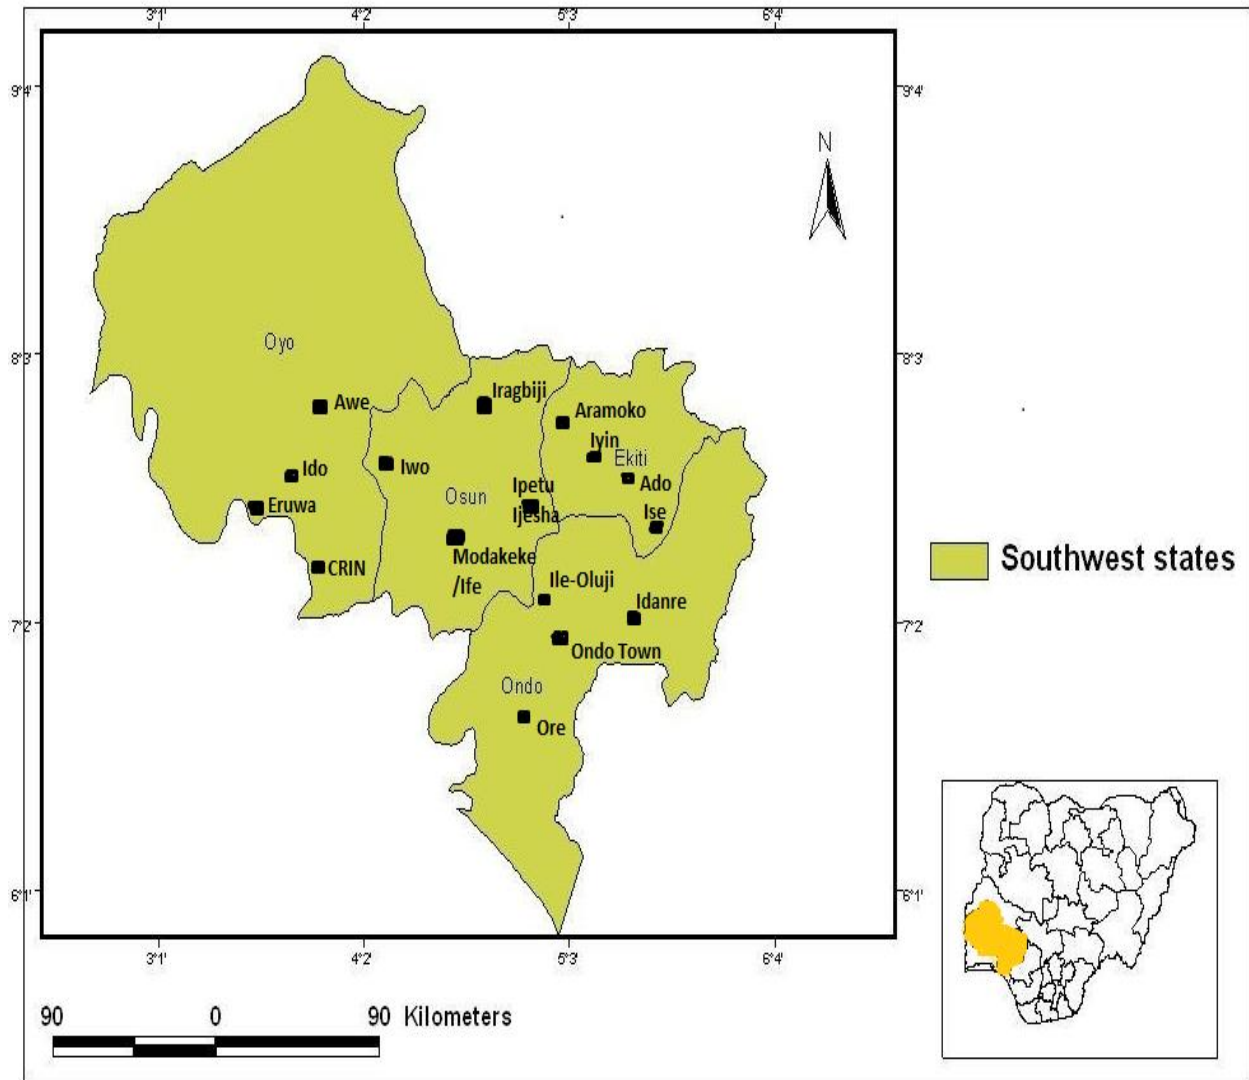 3°1' 4°2' 5°3' 6°4'
9°4' 9°4'
N
Oyo
8°3' 8°3'
Iragbiji
Awe
Aramoko
Iyin
Ekiti
Ido
Iwo
Ado
Ipetu
Ijesha
Osun
Eruwa
Ise
Modakeke
/Ife
CRIN
Ile-Oluji
Southwest states
Idanre
7°2' 7°2'
Ondo Town
Ondo
Ore
6°1' 6°1'
3°1' 4°2' 5°3' 6°4'
90 0 90 Kilometers